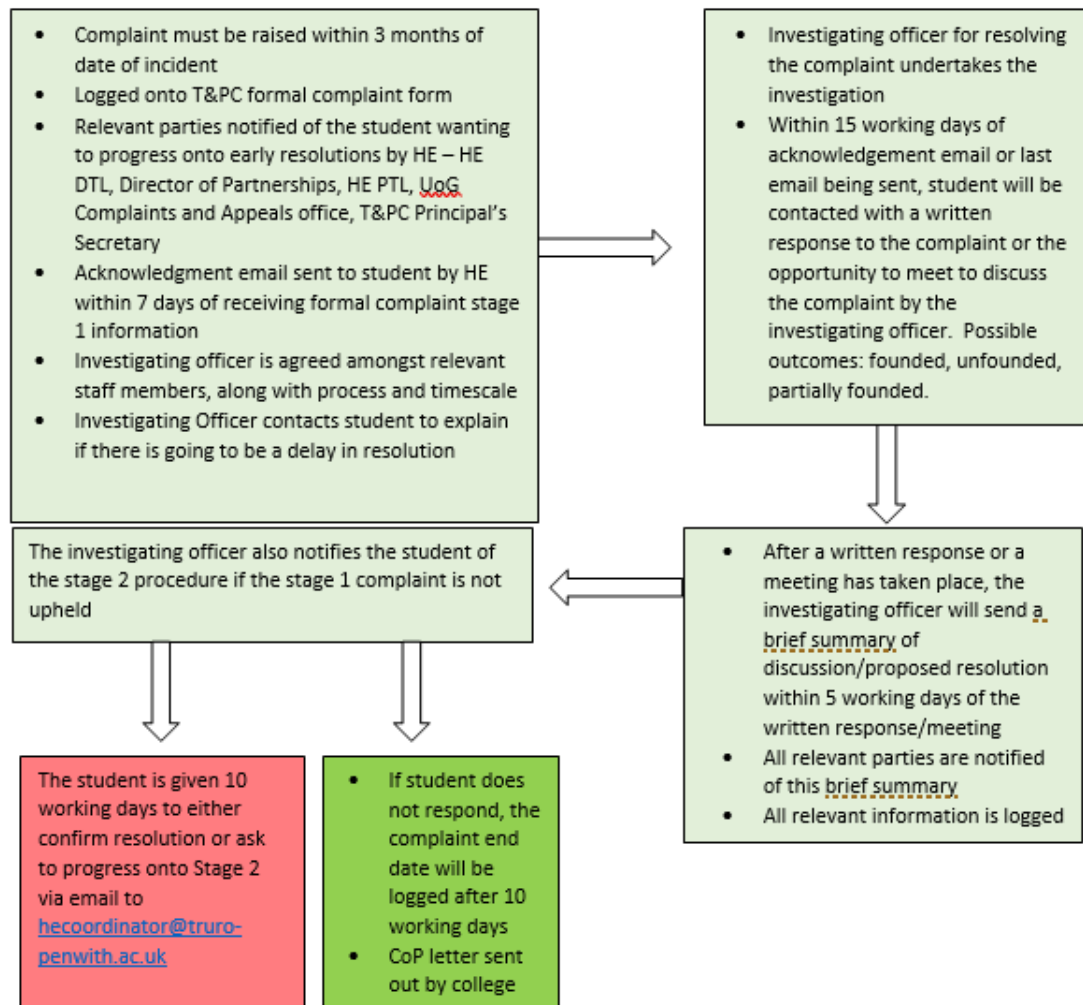 • Complaint must be raised within 3 months of
date of incident
• Logged onto T&PC formal complaint form
• Relevant parties notified of the student wanting
to progress onto early resolutions by HE – HE
DTL, Director of Partnerships, HE PTL, UoG
Complaints and Appeals office, T&PC Principal's
Secretary
• Acknowledgment email sent to student by HE
within 7 days of receiving formal complaint stage
1 information
• Investigating officer is agreed amongst relevant
staff members, along with process and timescale
• Investigating Officer contacts student to explain
if there is going to be a delay in resolution
• Investigating officer for resolving
the complaint undertakes the
investigation
• Within 15 working days of
acknowledgement email or last
email being sent, student will be
contacted with a written
response to the complaint or the
opportunity to meet to discuss
the complaint by the
investigating officer. Possible
outcomes: founded, unfounded,
partially founded.
• After a written response or a
meeting has taken place, the
investigating officer will send a
brief summary of
discussion/proposed resolution
within 5 working days of the
written response/meeting
• All relevant parties are notified
of this brief summary
• All relevant information is logged
The investigating officer also notifies the student of
the stage 2 procedure if the stage 1 complaint is not
upheld
The student is given 10
working days to either
confirm resolution or ask
to progress onto Stage 2
via email to
hecoordinator@truro-
penwith.ac.uk
• If student does
not respond, the
complaint end
date will be
logged after 10
working days
• CoP letter sent
out by college